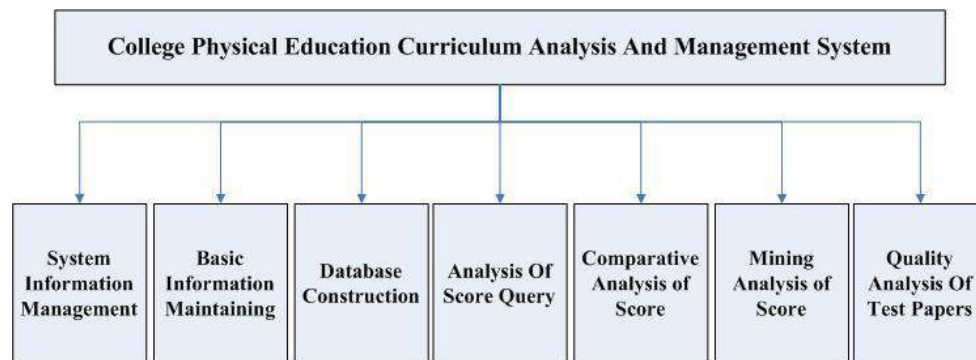 College Physical Education Curriculum Analysis And Management System
System
Information
Management
Basic
Information
Maintaining
Database
Construction
Analysis Of
Score Query
Comparative
Analysis of
Score
Mining
Analysis of
Score
Quality
Analysis Of
Test Papers